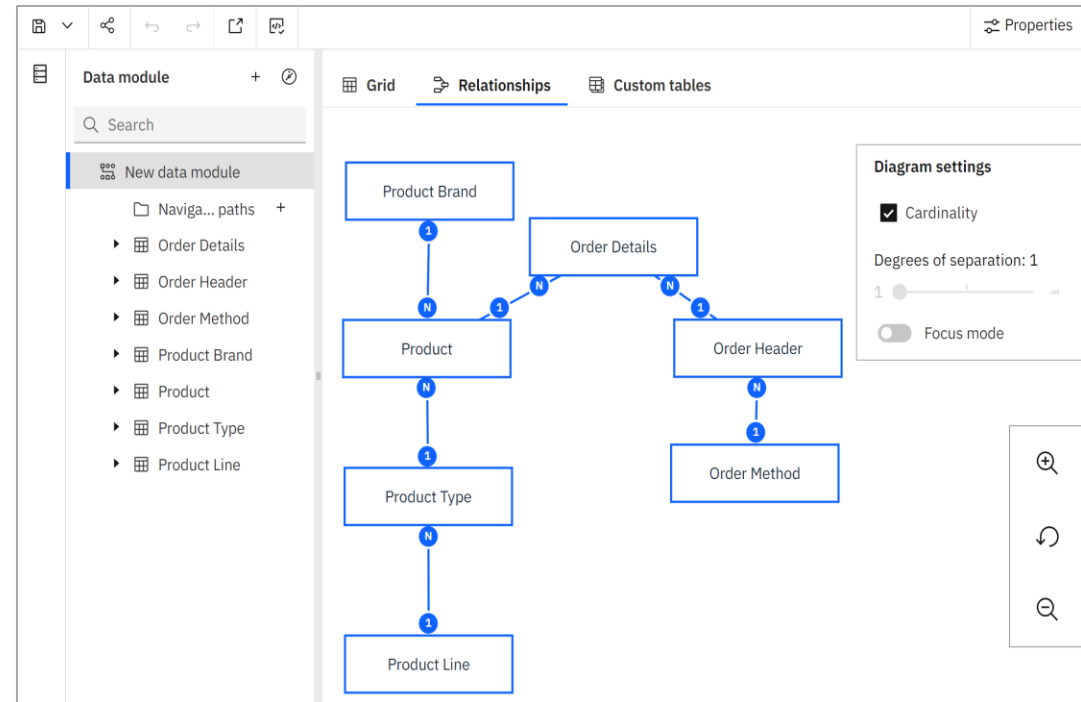 Properties
Data module
Search
New data module
Naviga... paths
Order Details
Order Header
Order Method
Product Brand
Product
Product Type
Product Line
Grid
Relationships
Custom tables
Product Brand
1
Order Details
N
N
N
1
1
Product
Order Header
N
N
1
1
Product Type
Order Method
N
1
Product Line
Diagram settings
Cardinality
Degrees of separation: 1
1 ∞
Focus mode